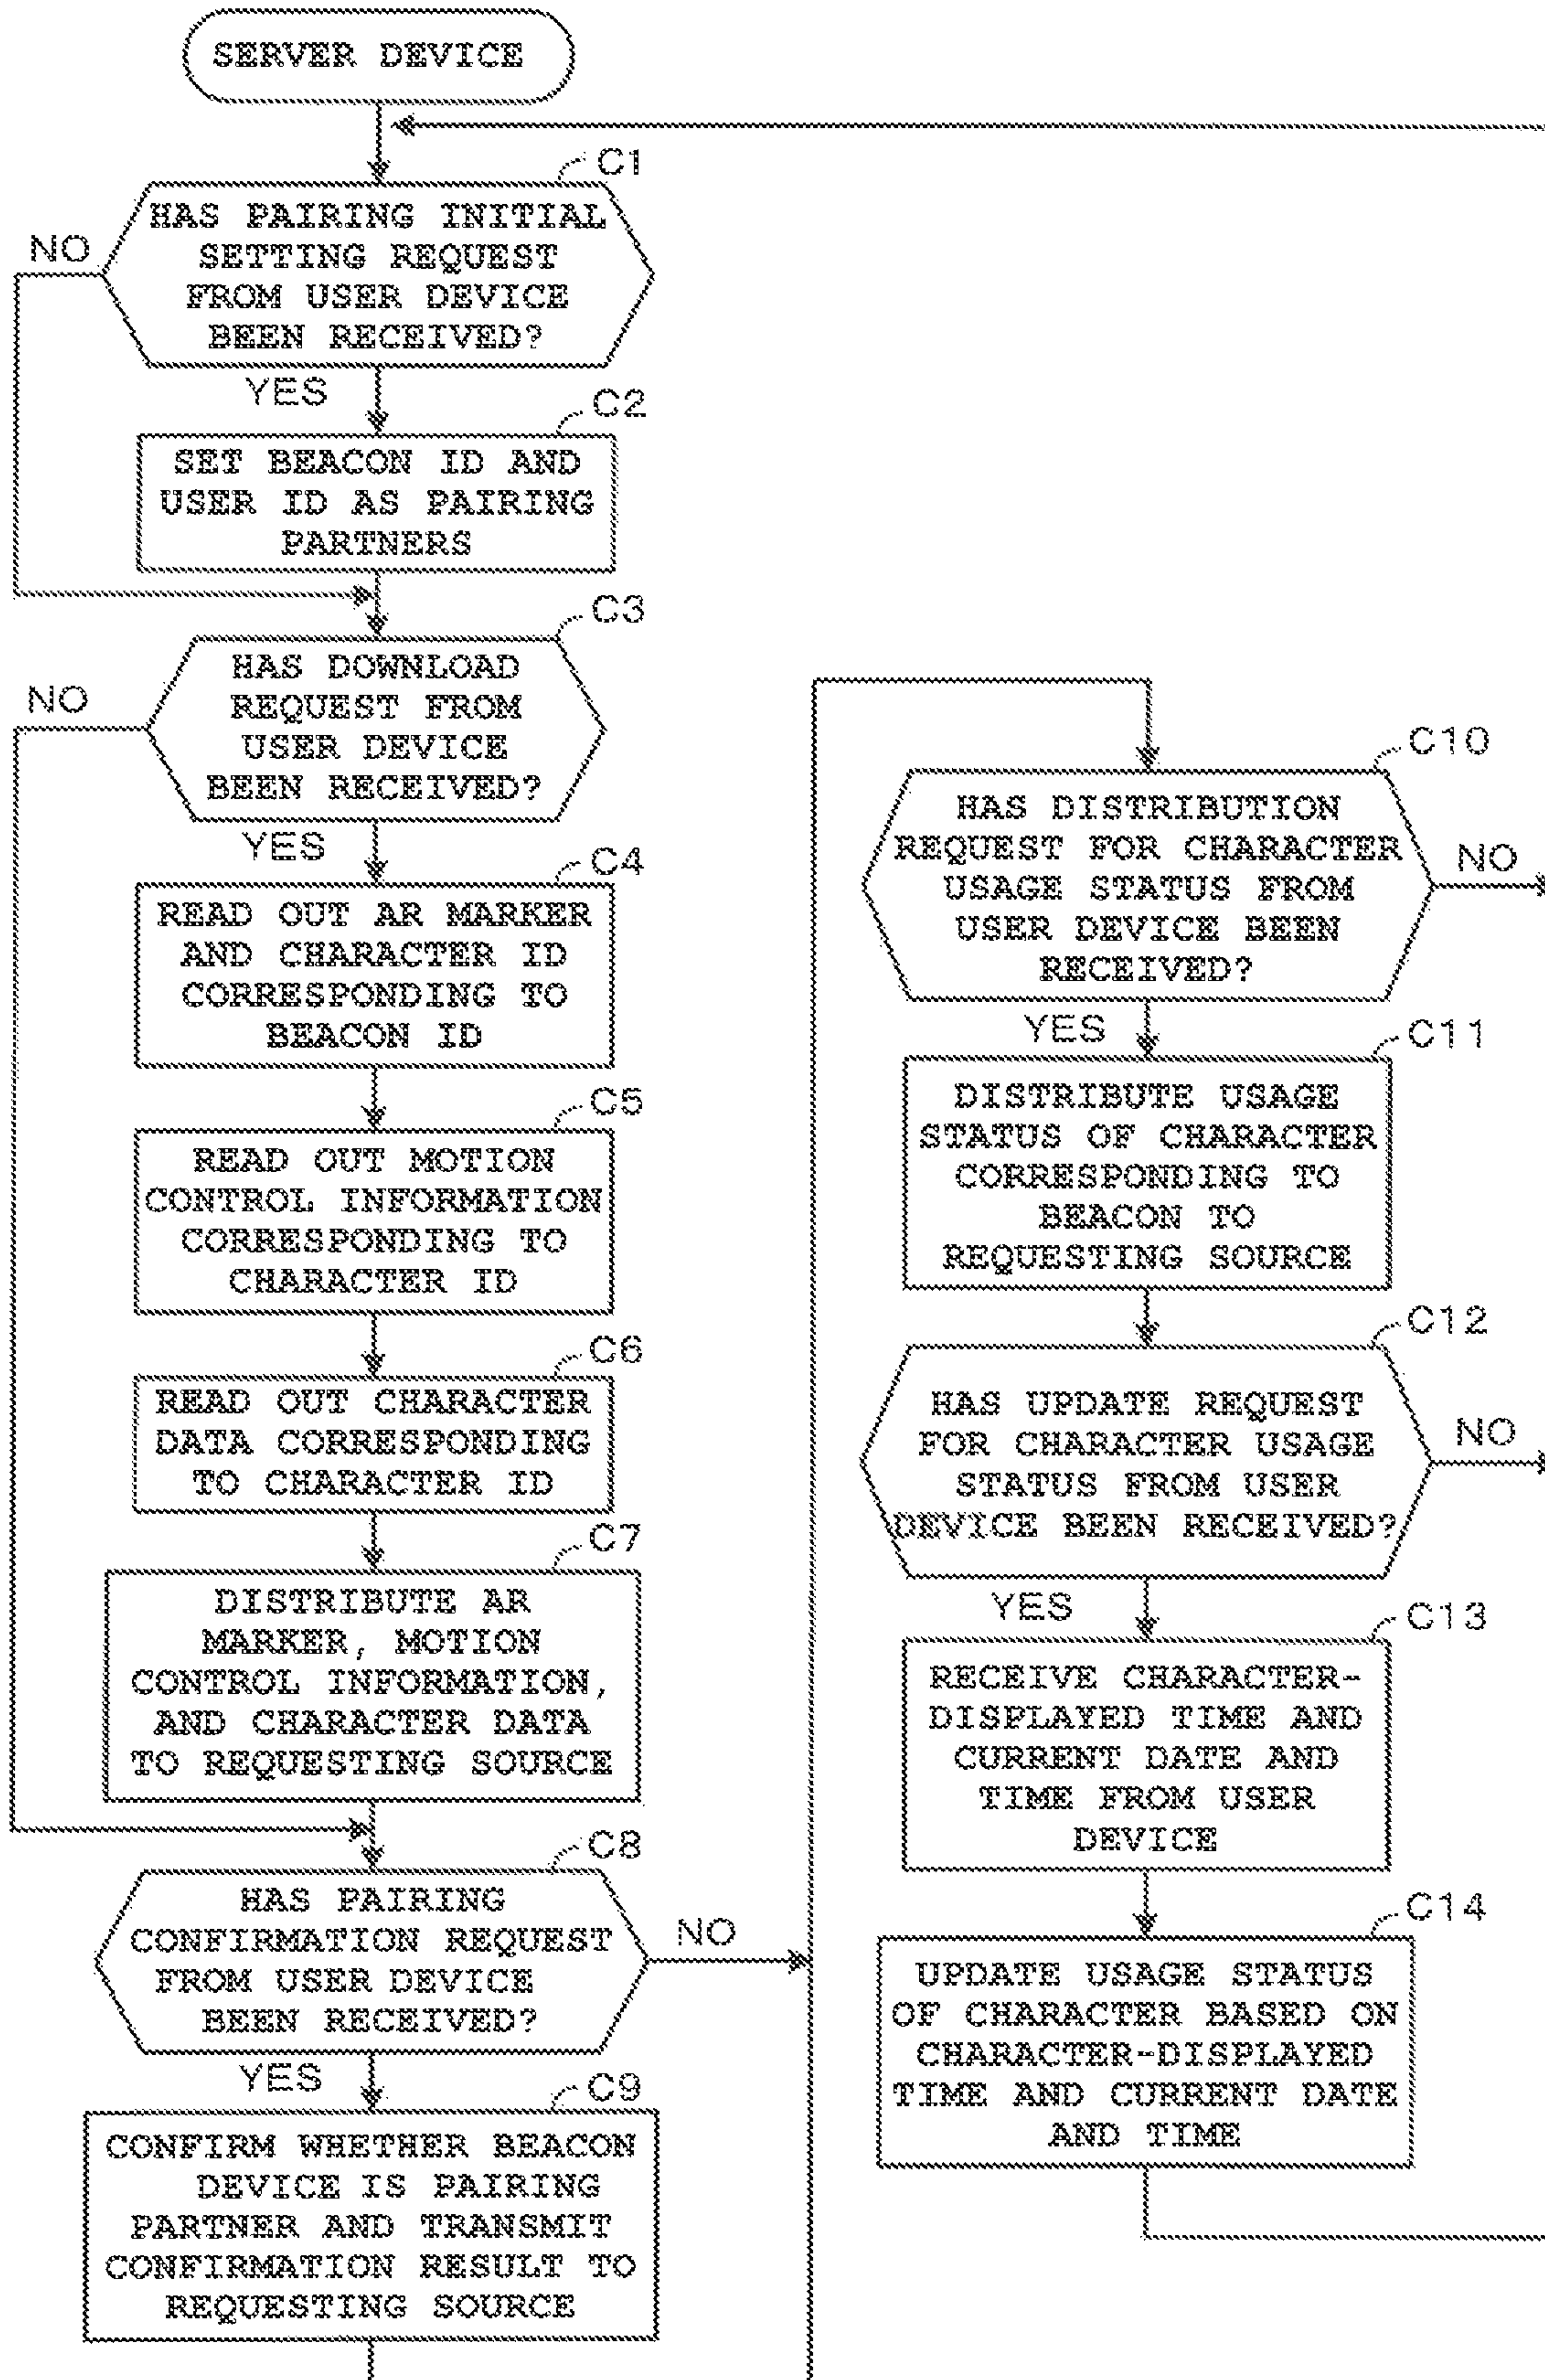 SERVER DEVICE
C1
HAS PAIRING INITIAL
SETTING REQUEST
FROM USER DEVICE
BEEN RECEIVED?
NO
YES
C2
SET BEACON ID AND
USER ID AS PAIRING
PARTNERS
C3
HAS DOWNLOAD
REQUEST FROM
USER DEVICE
BEEN RECEIVED?
NO
YES
C4
READ OUT AR MARKER
AND CHARACTER ID
CORRESPONDING TO
BEACON ID
C5
READ OUT MOTION
CONTROL INFORMATION
CORRESPONDING TO
CHARACTER ID
C6
READ OUT CHARACTER
DATA CORRESPONDING
TO CHARACTER ID
C7
DISTRIBUTE AR
MARKER, MOTION
CONTROL INFORMATION,
AND CHARACTER DATA
TO REQUESTING SOURCE
C8
HAS PAIRING
CONFIRMATION REQUEST
FROM USER DEVICE
BEEN RECEIVED?
NO
YES
C9
CONFIRM WHETHER BEACON
DEVICE IS PAIRING
PARTNER AND TRANSMIT
CONFIRMATION RESULT TO
REQUESTING SOURCE
C10
HAS DISTRIBUTION
REQUEST FOR CHARACTER
USAGE STATUS FROM
USER DEVICE BEEN
RECEIVED?
NO
YES
C11
DISTRIBUTE USAGE
STATUS OF CHARACTER
CORRESPONDING TO
BEACON TO
REQUESTING SOURCE
C12
HAS UPDATE REQUEST
FOR CHARACTER USAGE
STATUS FROM USER
DEVICE BEEN RECEIVED?
NO
YES
C13
RECEIVE CHARACTER-
DISPLAYED TIME AND
CURRENT DATE AND
TIME FROM USER
DEVICE
C14
UPDATE USAGE STATUS
OF CHARACTER BASED ON
CHARACTER-DISPLAYED
TIME AND CURRENT DATE
AND TIME